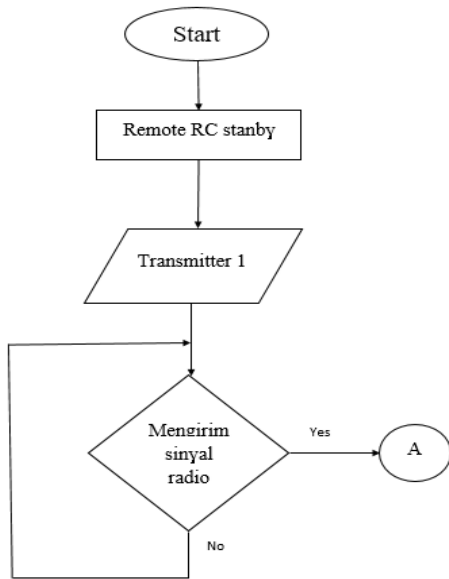 Start
Remote RC stanby
Transmitter 1
Mengirim
sinyal
radio
Yes
A
No